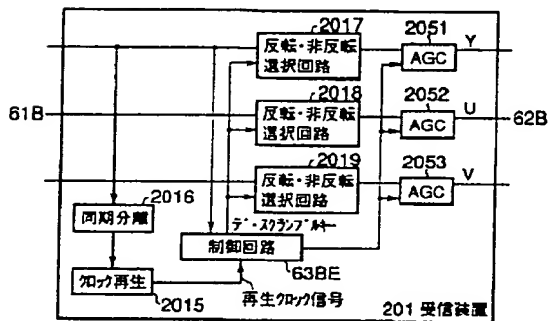 2017
反転・非反転
選択回路
2051
AGC
Y
61B
2018
反転・非反転
選択回路
2052
AGC
U
62B
2019
反転・非反転
選択回路
2053
AGC
V
2016
同期分離
デ・スクランブルキー
制御回路
63BE
クロック再生
2015
再生クロック信号
201 受信装置